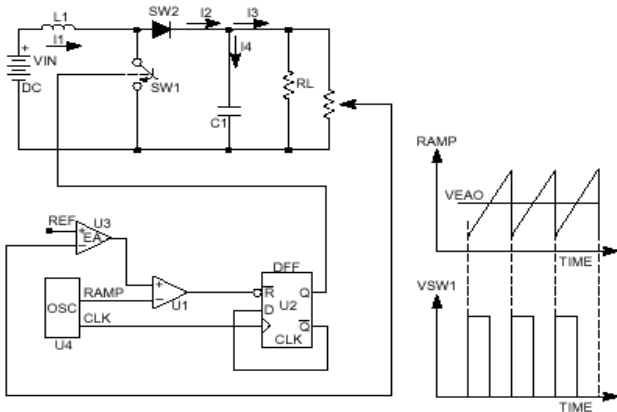 L1
SW2
I2
I3
I1
I4
+
VIN
DC
SW1
RL
C1
RAMP
VEAO
TIME
REF
U3
+
EA
−
DFF
RAMP
+
−
U1
R
Q
U2
D
OSC
CLK
Q
CLK
U4
VSW1
TIME